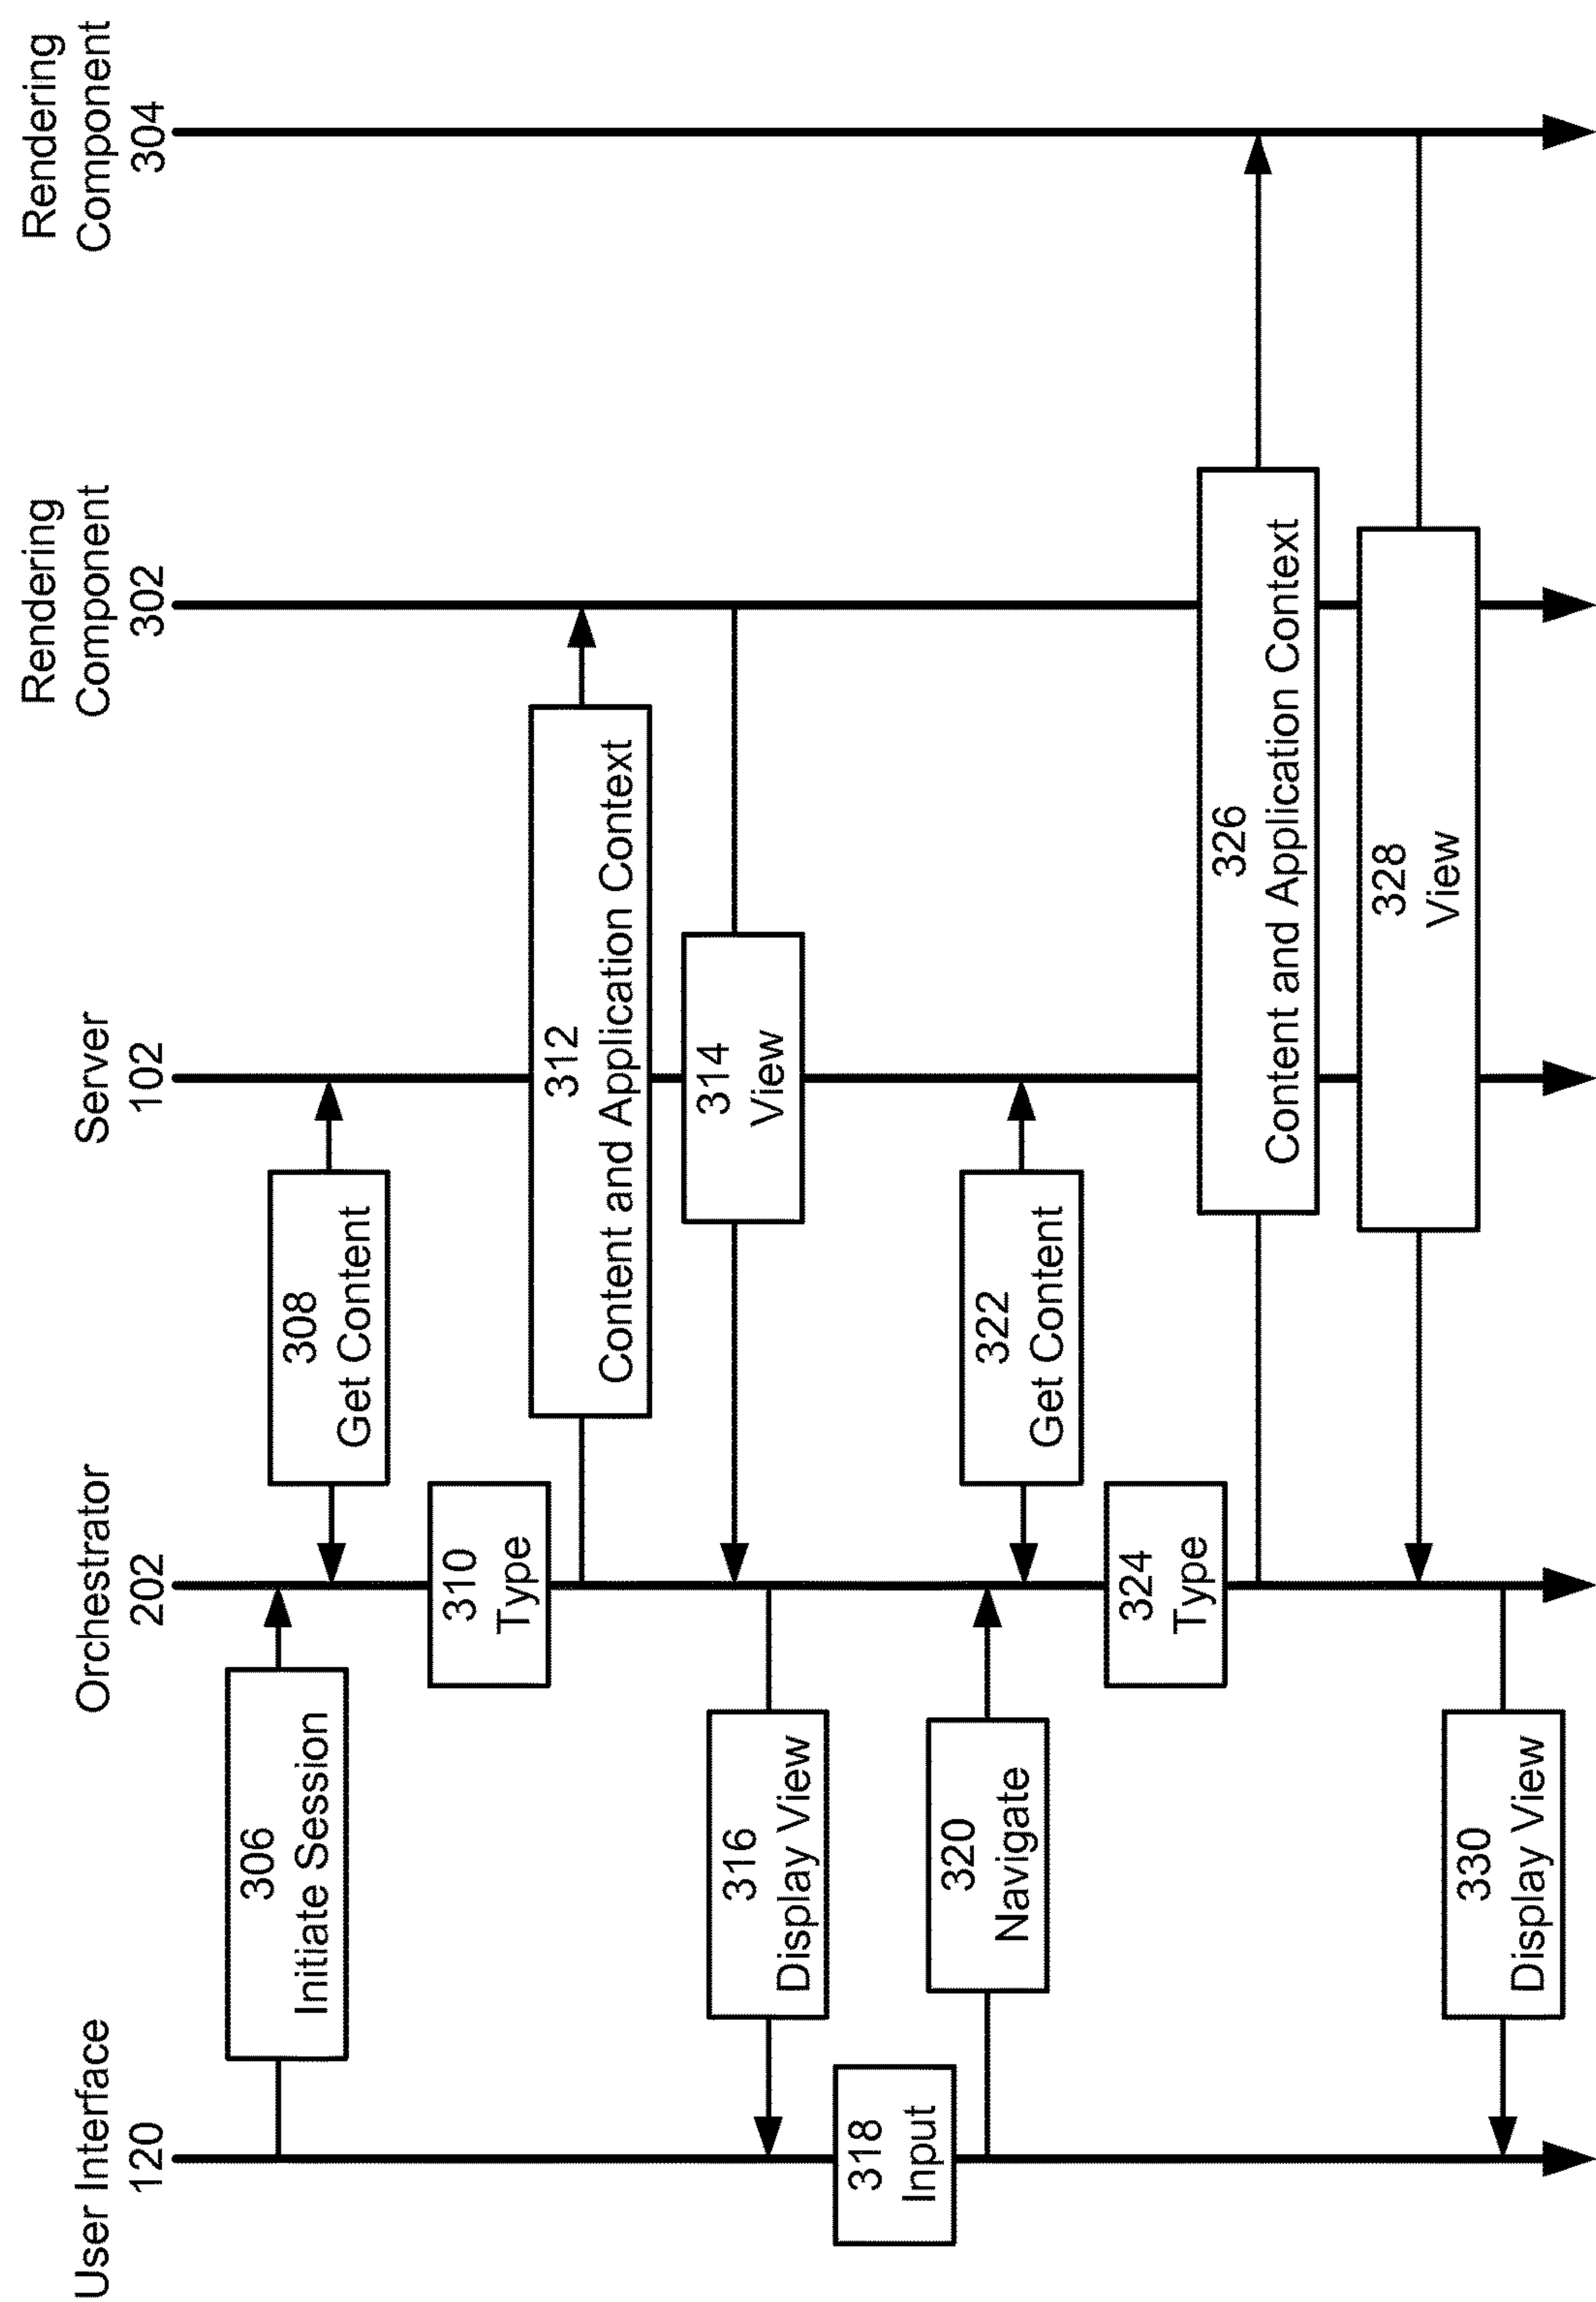 User Interface
120
Orchestrator
202
Server
102
Rendering
Component
302
Rendering
Component
304
306
Initiate Session
308
Get Content
310
Type
312
Content and Application Context
314
View
316
Display View
318
Input
320
Navigate
322
Get Content
324
Type
326
Content and Application Context
328
View
330
Display View